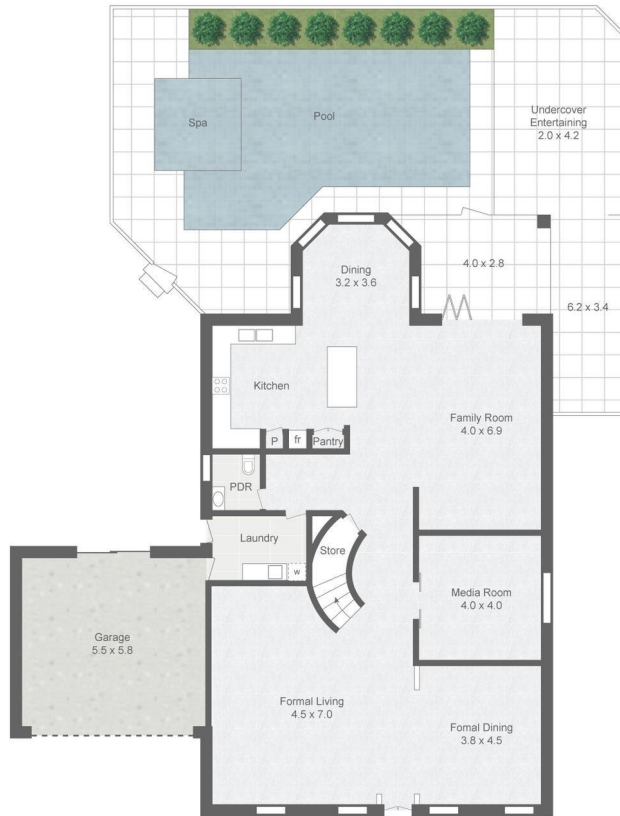 Spa
Pool
Undercover
Entertaining
2.0 x 4.2
Dining
3.2 x 3.6
4.0 x 2.8
6.2 x 3.4
Kitchen
Family Room
4.0 x 6.9
P
fr
Pantry
PDR
Laundry
w
Store
Media Room
4.0 x 4.0
Garage
5.5 x 5.8
Formal Living
4.5 x 7.0
Fomal Dining
3.8 x 4.5